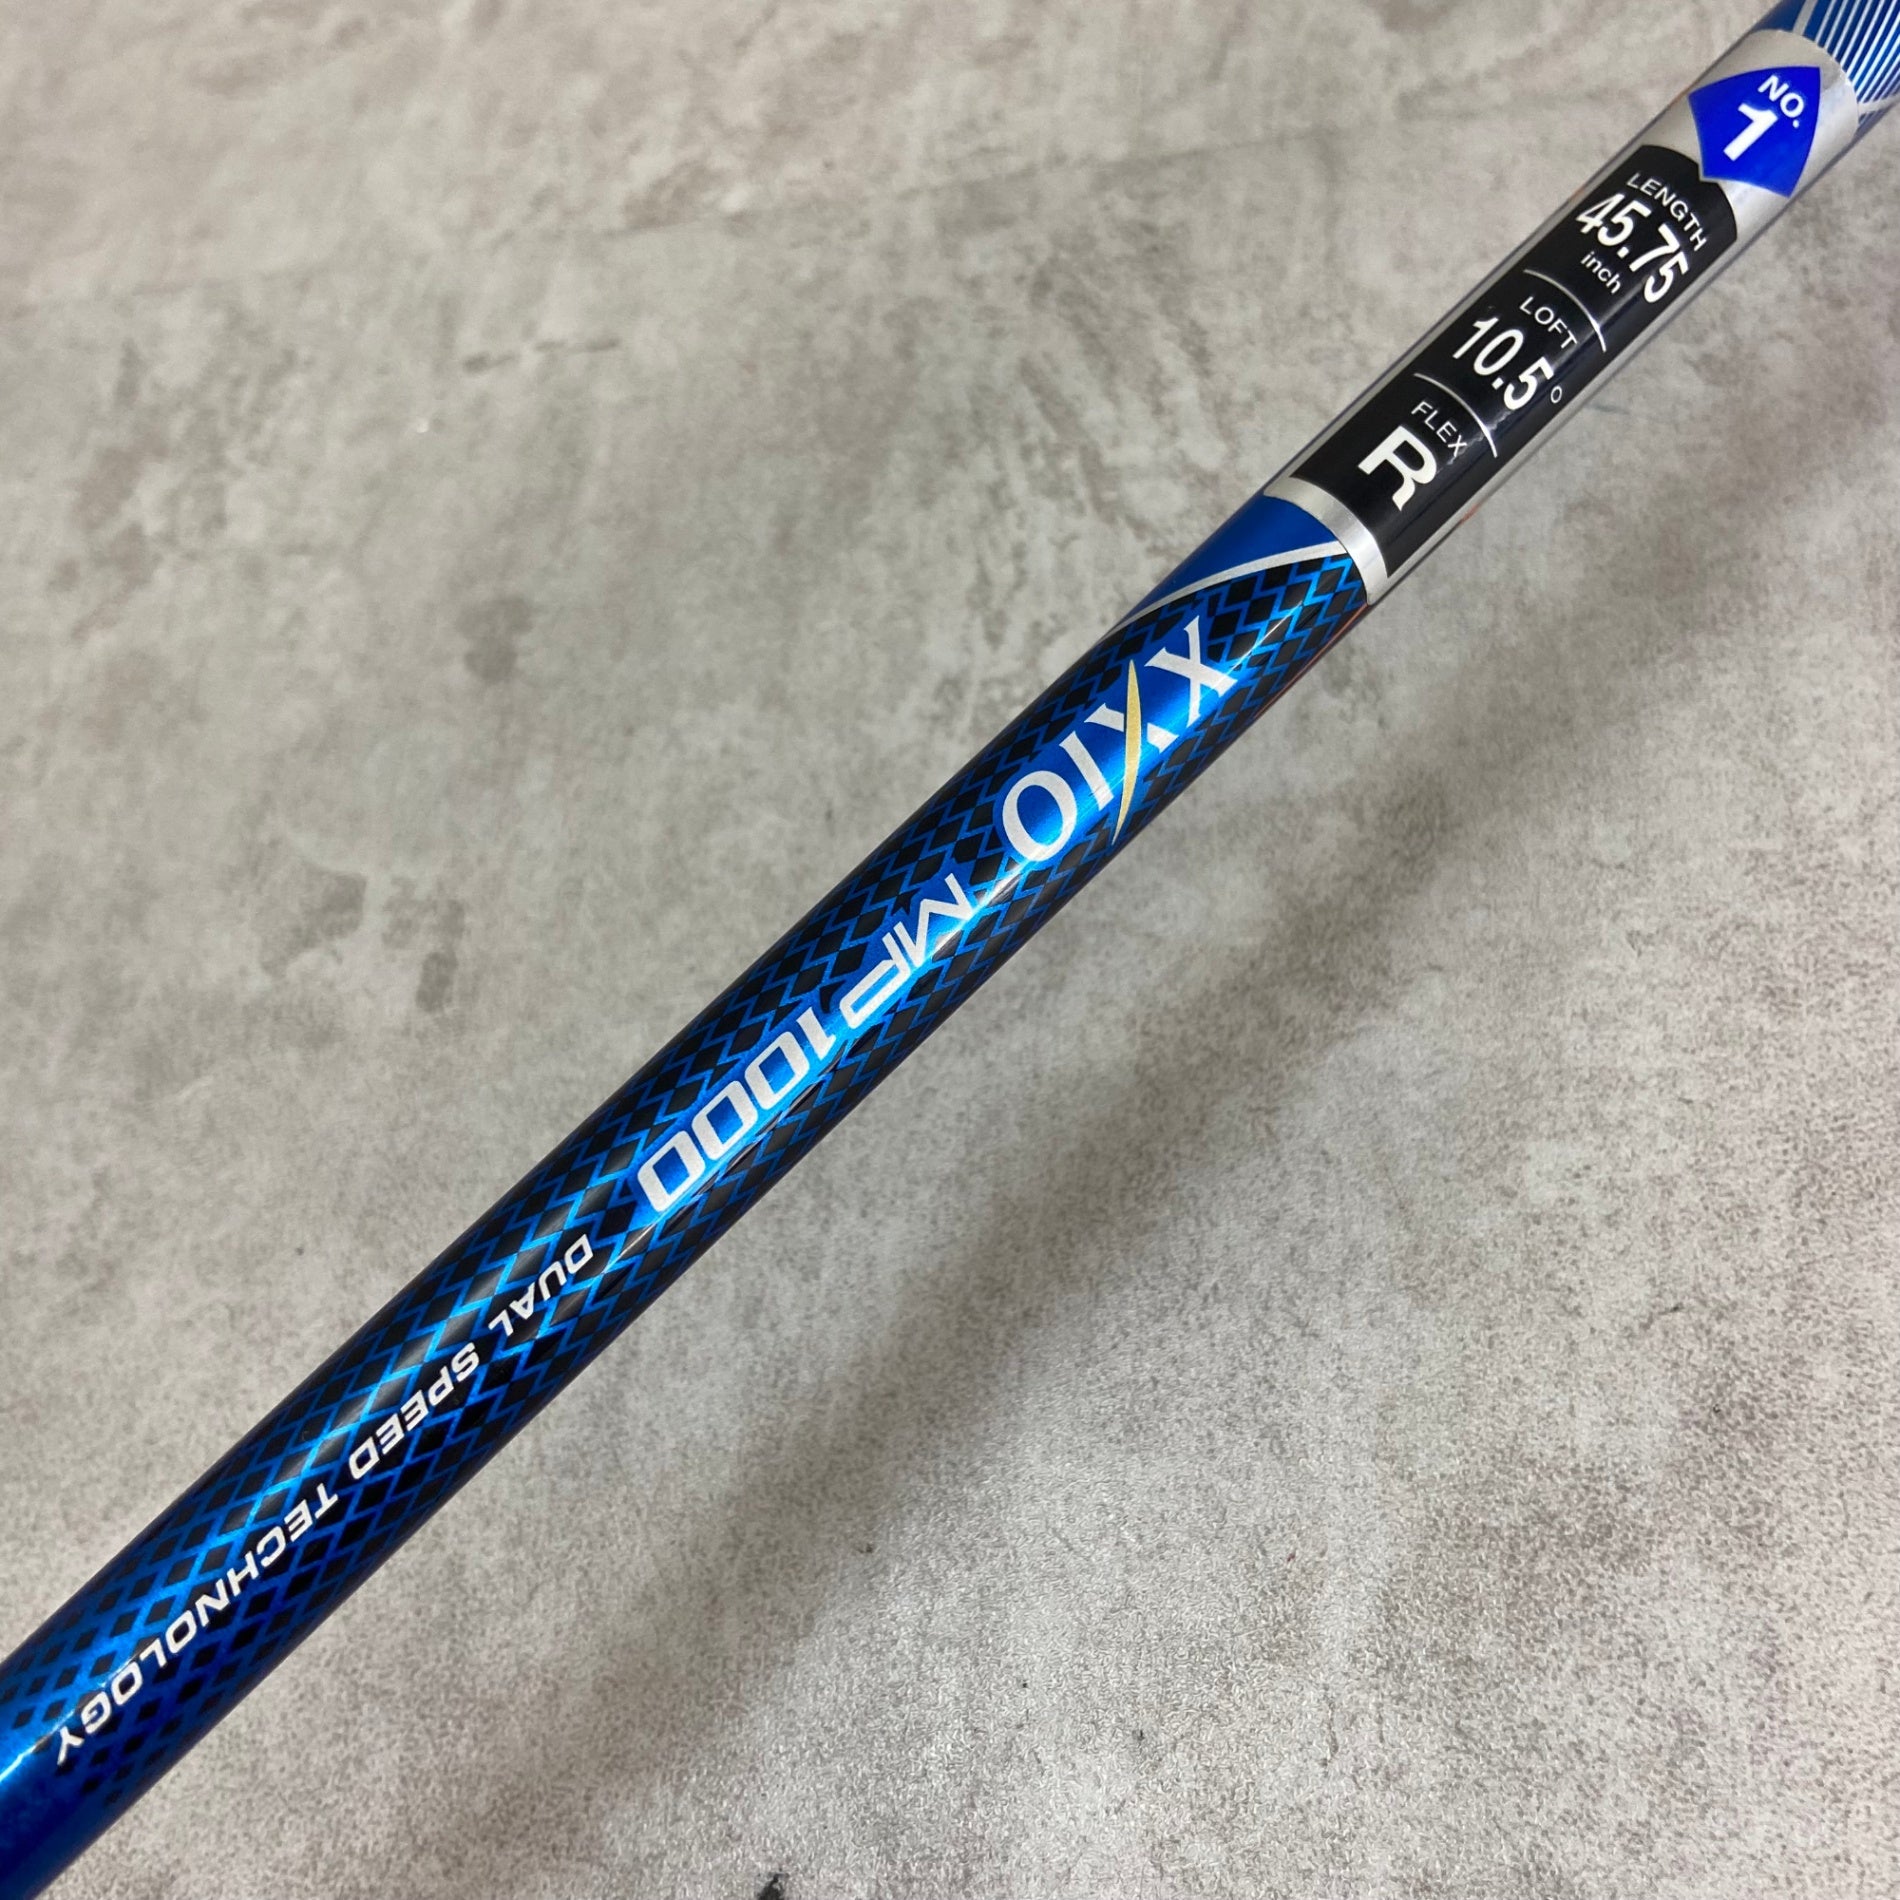 NO.
1
LENGTH
45.75
inch
LOFT
10.5°
FLEX
R
XXIO MP1000
DUAL SPEED TECHNOLOGY